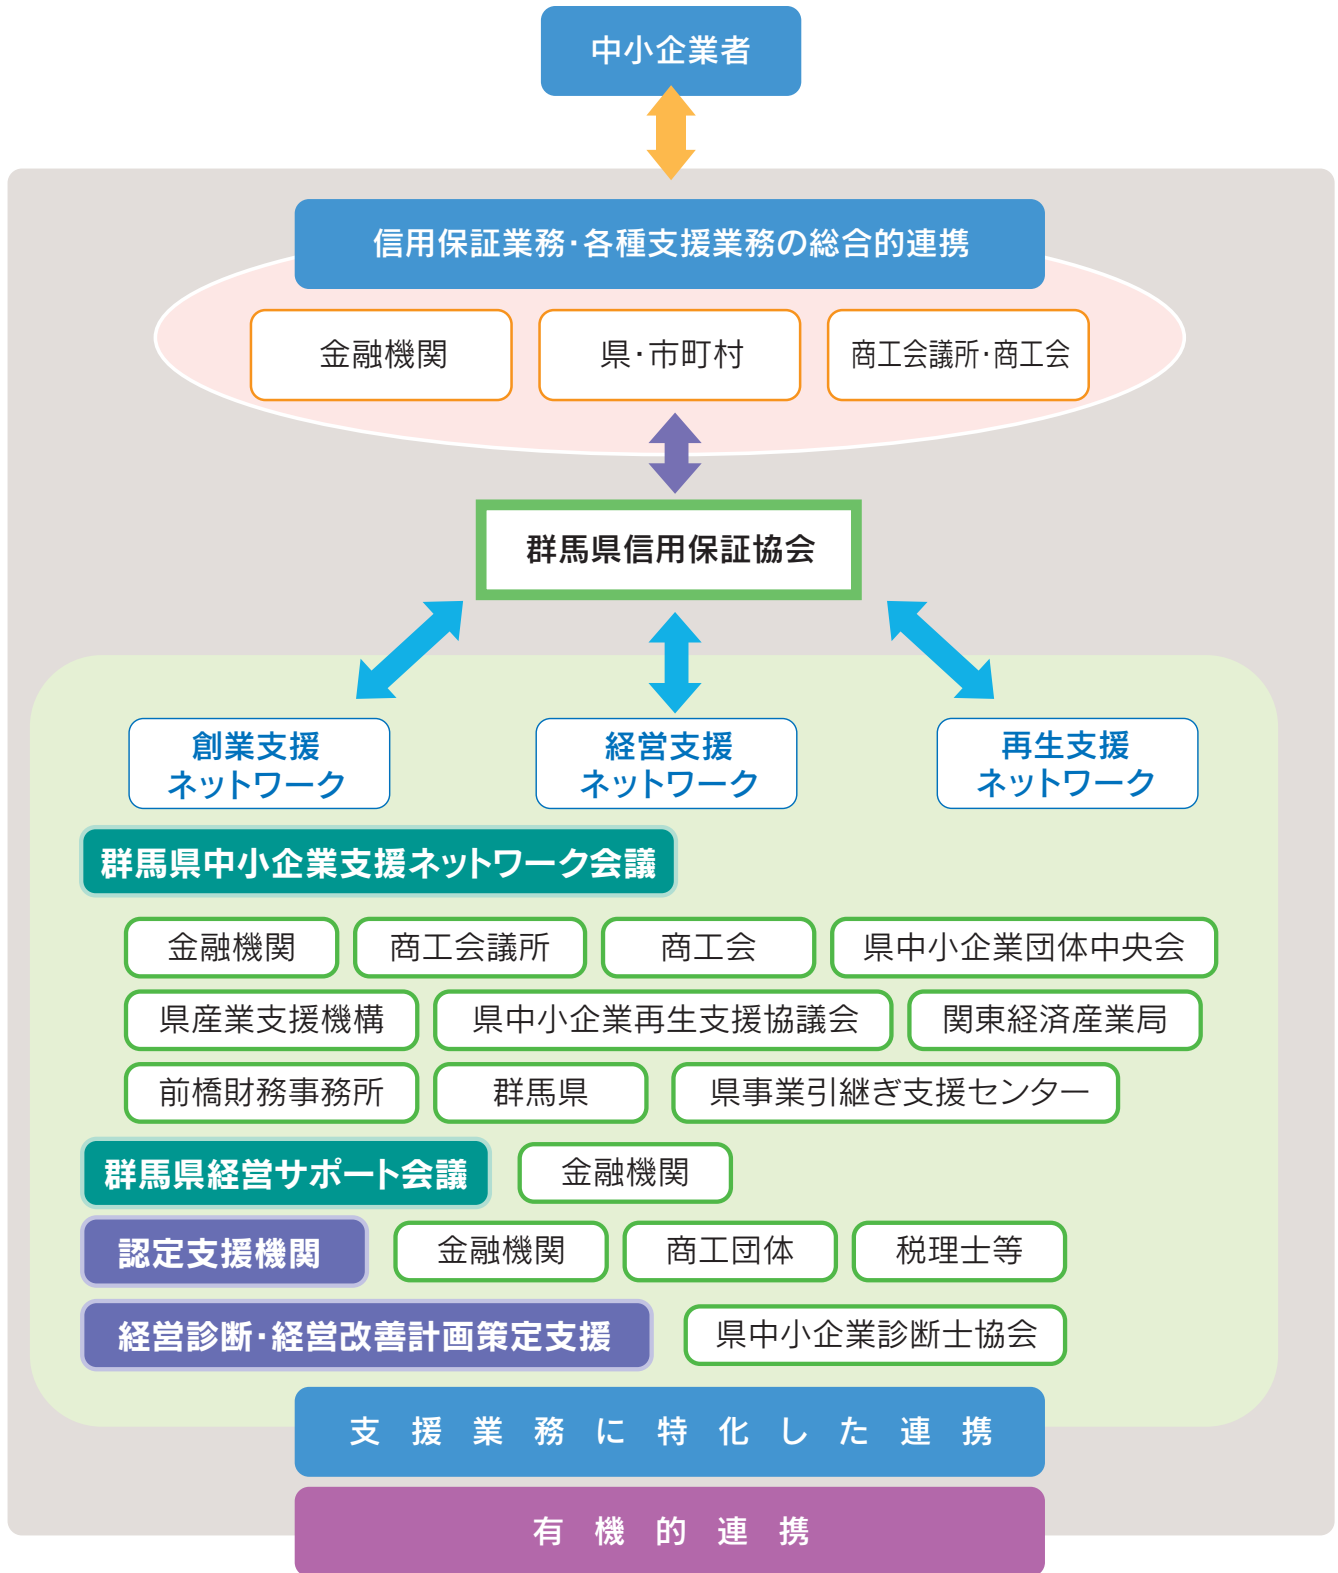 中小企業者
信用保証業務・各種支援業務の総合的連携
金融機関
県・市町村
商工会議所・商工会
群馬県信用保証協会
創業支援
ネットワーク
経営支援
ネットワーク
再生支援
ネットワーク
群馬県中小企業支援ネットワーク会議
金融機関
商工会議所
商工会
県中小企業団体中央会
県産業支援機構
県中小企業再生支援協議会
関東経済産業局
前橋財務事務所
群馬県
県事業引継ぎ支援センター
群馬県経営サポート会議
金融機関
認定支援機関
金融機関
商工団体
税理士等
経営診断・経営改善計画策定支援
県中小企業診断士協会
支援業務に特化した連携
有機的連携